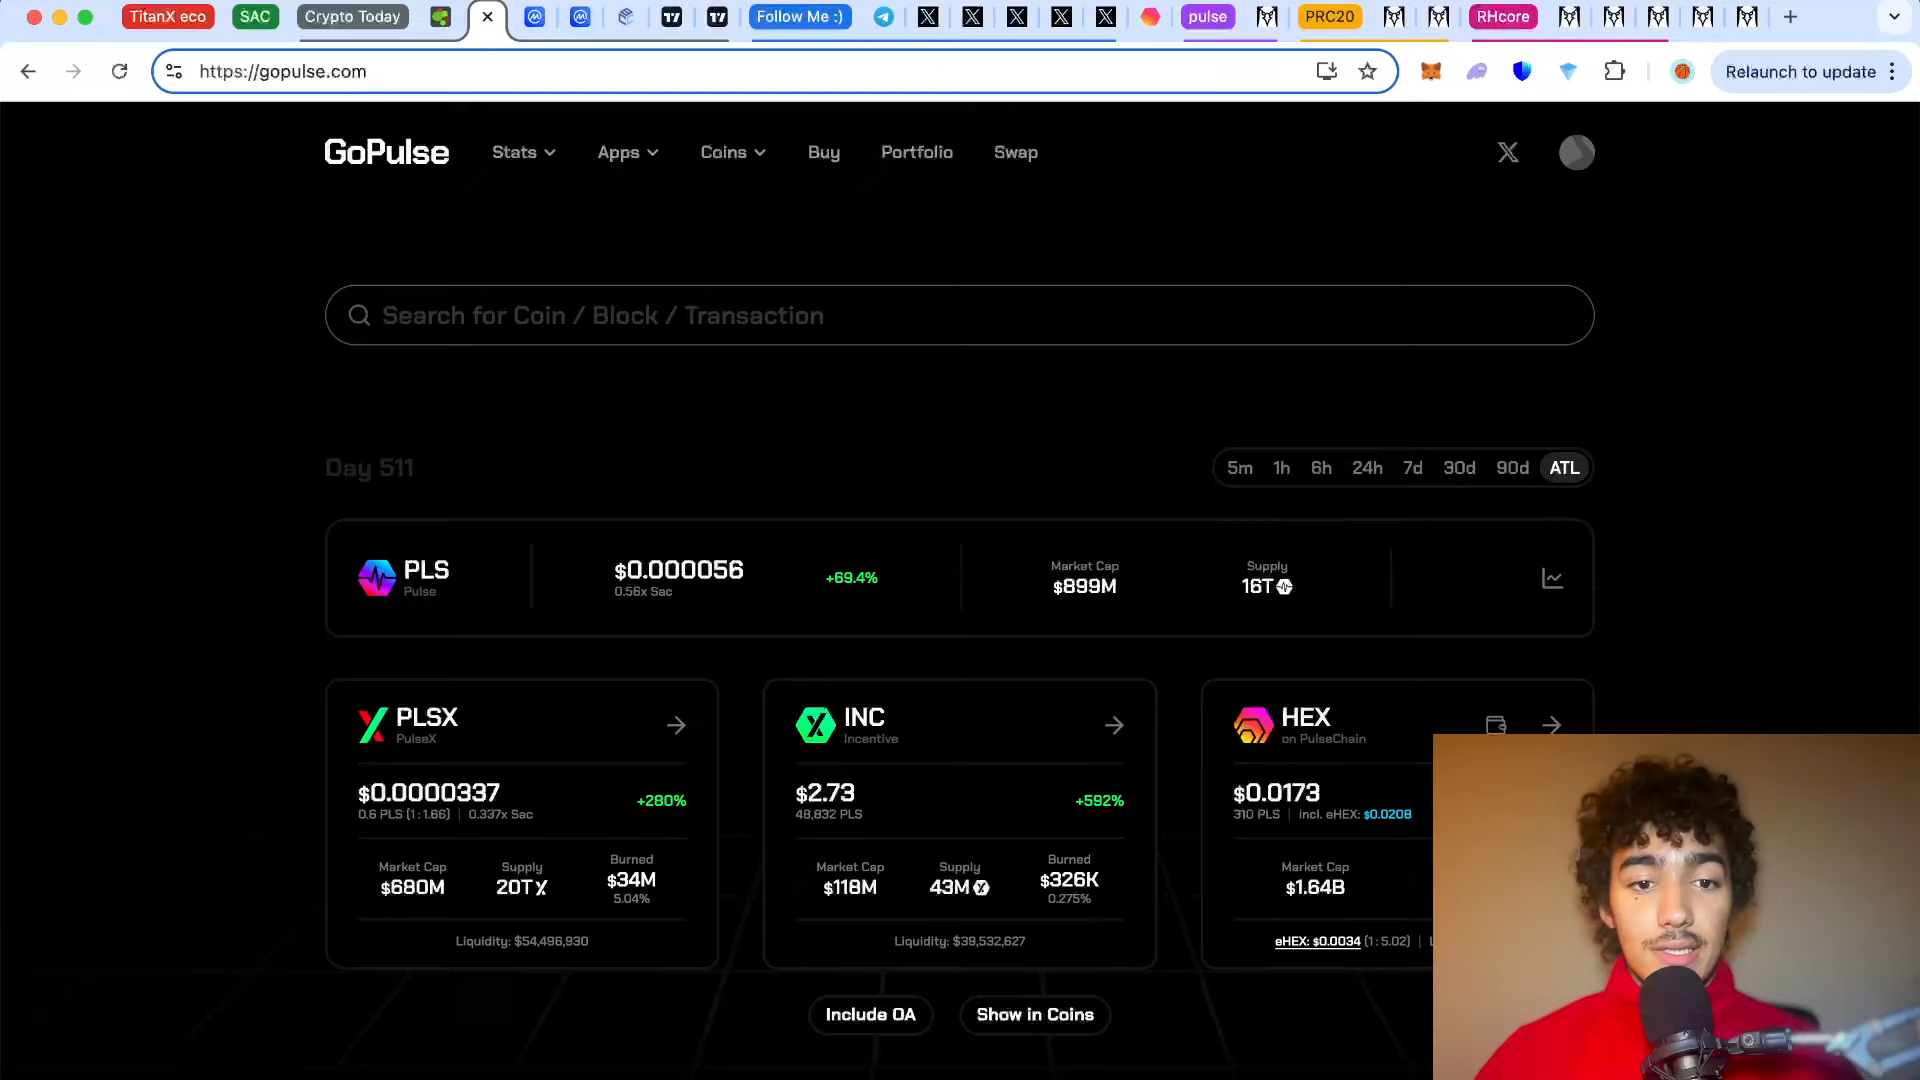 TitanX eco
SAC
Crypto Today
Follow Me :)
pulse
PRC20
RHcore
https://gopulse.com
Relaunch to update
GoPulse
Stats
Apps
Coins
Buy
Portfolio
Swap
Search for Coin / Block / Transaction
Day 511
5m 1h 6h 24h 7d 30d 90d ATL
PLS
Pulse
$0.000056
0.56x Sac
+69.4%
Market Cap
$899M
Supply
16T
PLSX
PulseX
$0.0000337
0.6 PLS (1 : 1.66) | 0.337x Sac
+280%
Market Cap
$680M
Supply
20T
Burned
$34M
5.04%
Liquidity: $54,496,930
INC
Incentive
$2.73
48,832 PLS
+592%
Market Cap
$118M
Supply
43M
Burned
$326K
0.275%
Liquidity: $39,532,627
HEX
on PulseChain
$0.0173
310 PLS | incl. eHEX: $0.0208
Market Cap
$1.64B
eHEX: $0.0034 (1 : 5.02) | L
Include OA
Show in Coins